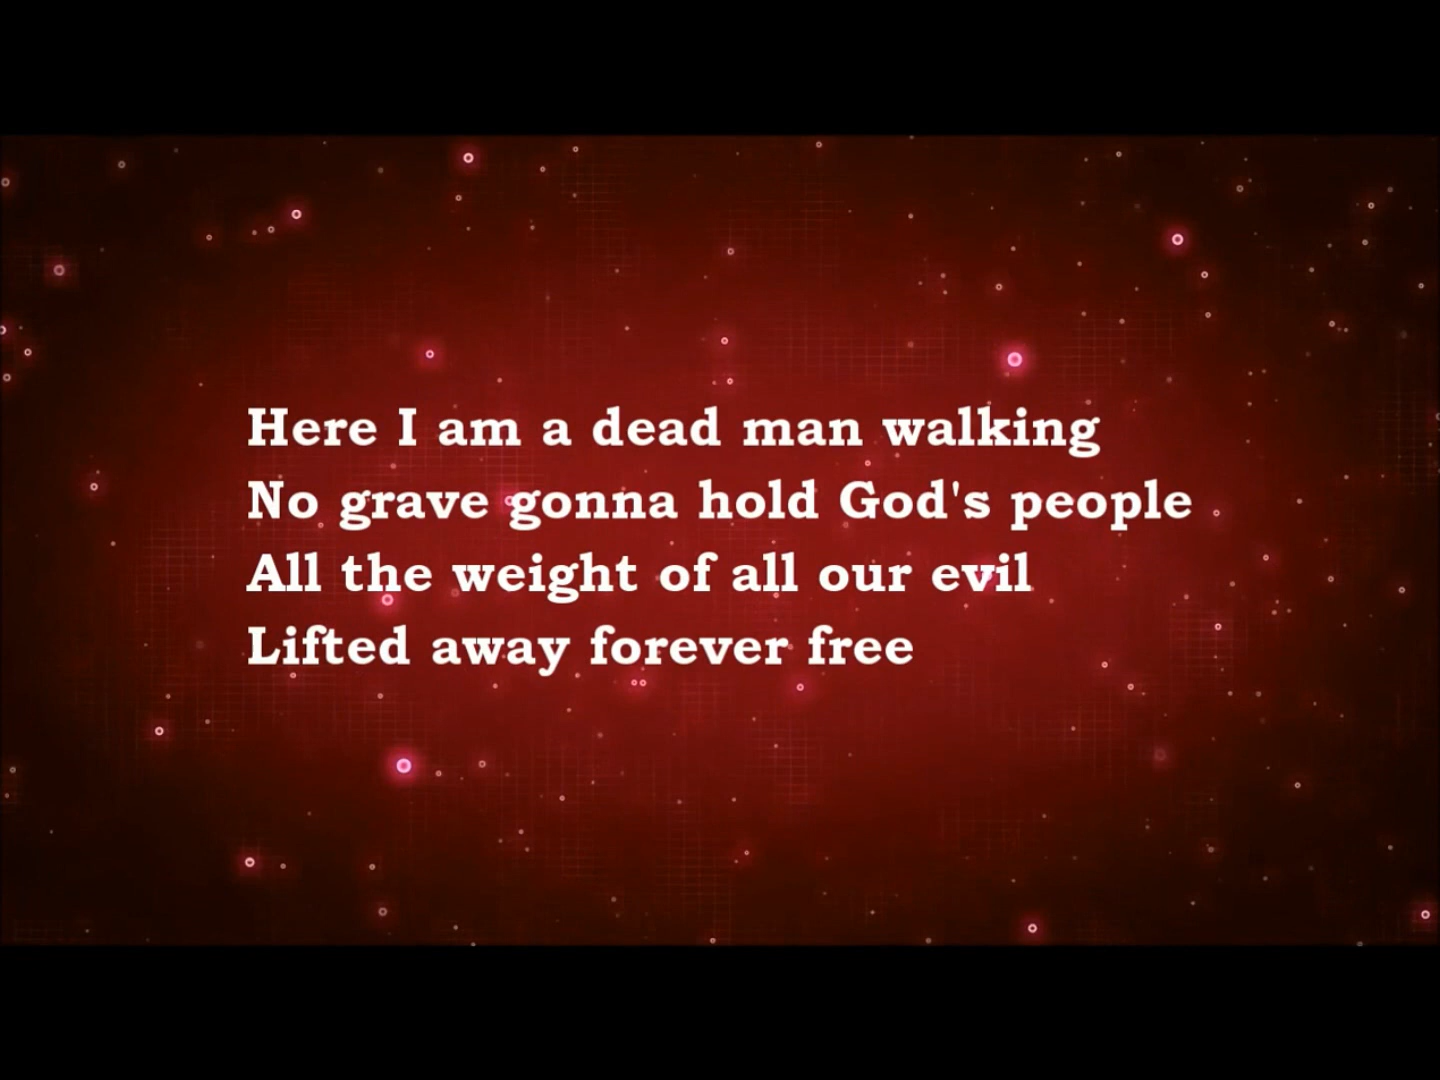 Here I am a dead man walking
No grave gonna hold God's people
All the weight of all our evil
Lifted away forever free